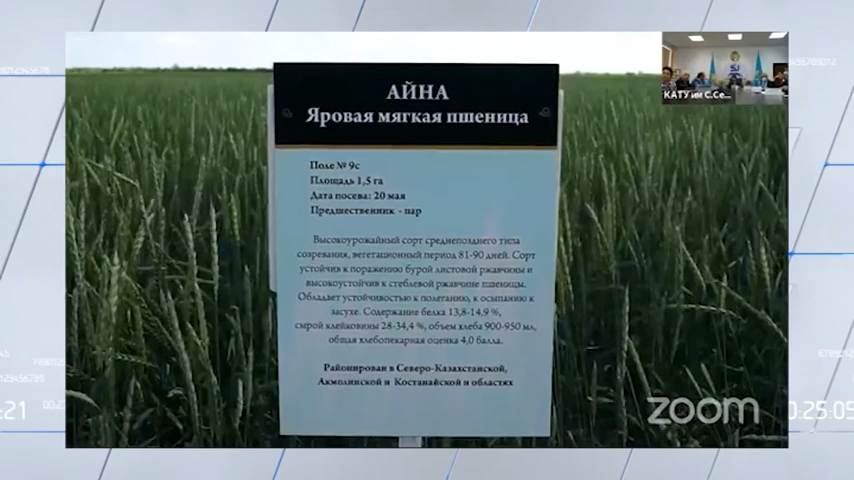 АЙНА
Яровая мягкая пшеница
КАТУ им С.Се...
Поле № 9с
Площадь 1,5 га
Дата посева: 20 мая
Предшественник - пар
Высокоурожайный сорт среднепозднего типа
созревания, вегетационный период 81-90 дней. Сорт
устойчив к поражению бурой листовой ржавчины и
высокоустойчив к стеблевой ржавчине пшеницы.
Обладает устойчивостью к полеганию, к осыпанию к
засухе. Содержание белка 13,8-14,9 %,
сырой клейковины 28-34,4 %, объем хлеба 900-950 мл,
общая хлебопекарная оценка 4,0 балла.
Районирован в Северо-Казахстанской,
Акмолинской и Костанайской и областях
zoom
:21
0:25:05